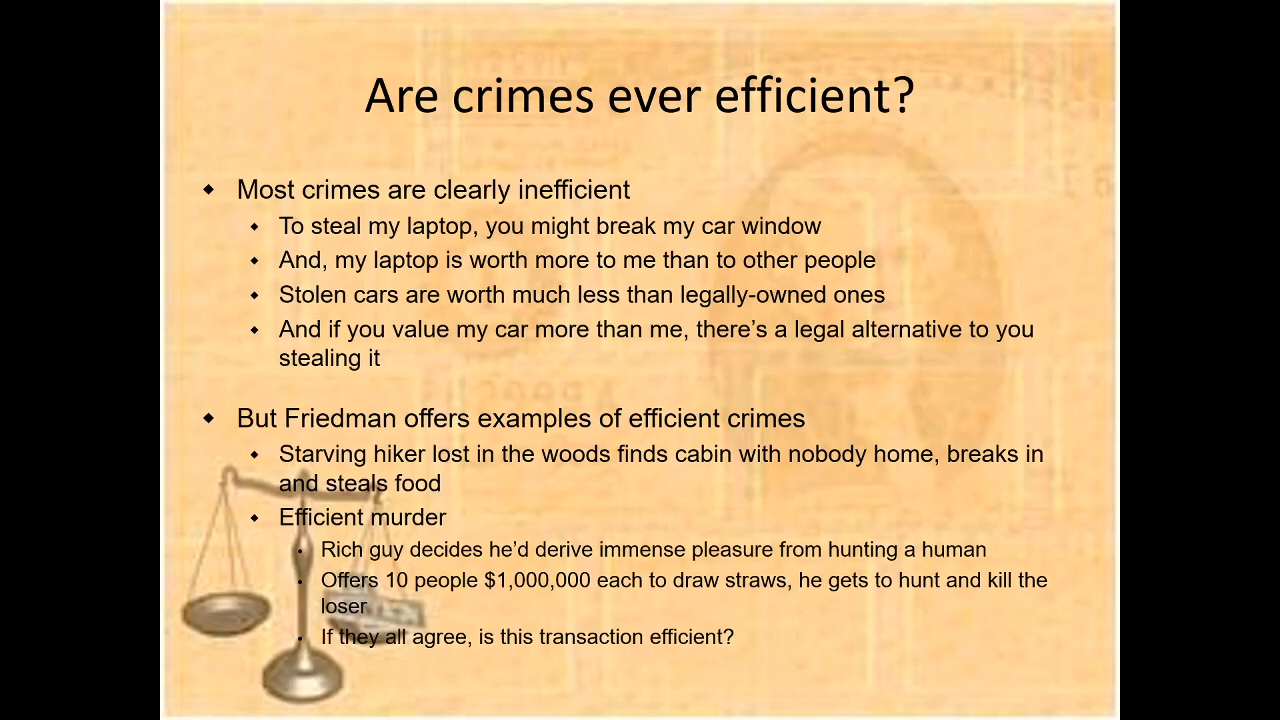 Are crimes ever efficient?
Most crimes are clearly inefficient
To steal my laptop, you might break my car window
And, my laptop is worth more to me than to other people
Stolen cars are worth much less than legally-owned ones
And if you value my car more than me, there’s a legal alternative to you
stealing it
But Friedman offers examples of efficient crimes
Starving hiker lost in the woods finds cabin with nobody home, breaks in
and steals food
Efficient murder
Rich guy decides he’d derive immense pleasure from hunting a human
Offers 10 people $1,000,000 each to draw straws, he gets to hunt and kill the
loser
If they all agree, is this transaction efficient?